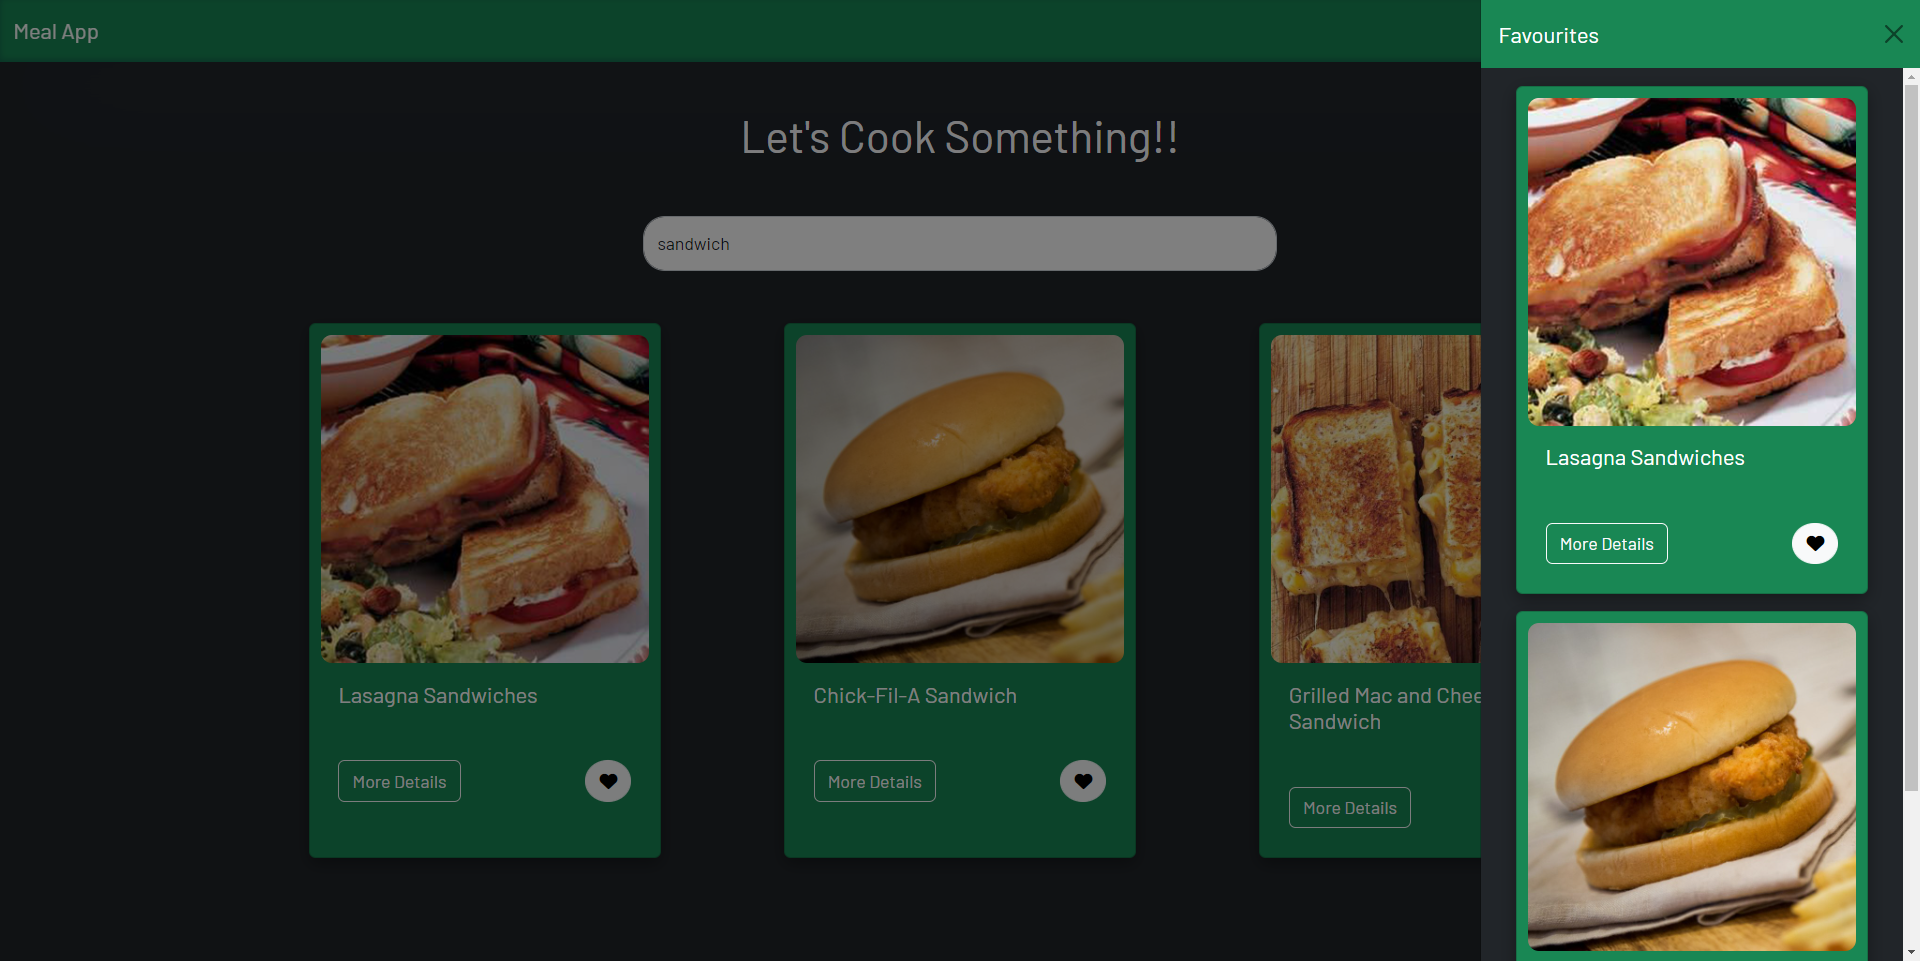 Meal App
Let's Cook Something!!
sandwich
Lasagna Sandwiches
More Details
Chick-Fil-A Sandwich
More Details
Grilled Mac and Chee
Sandwich
More Details
Favourites
Lasagna Sandwiches
More Details